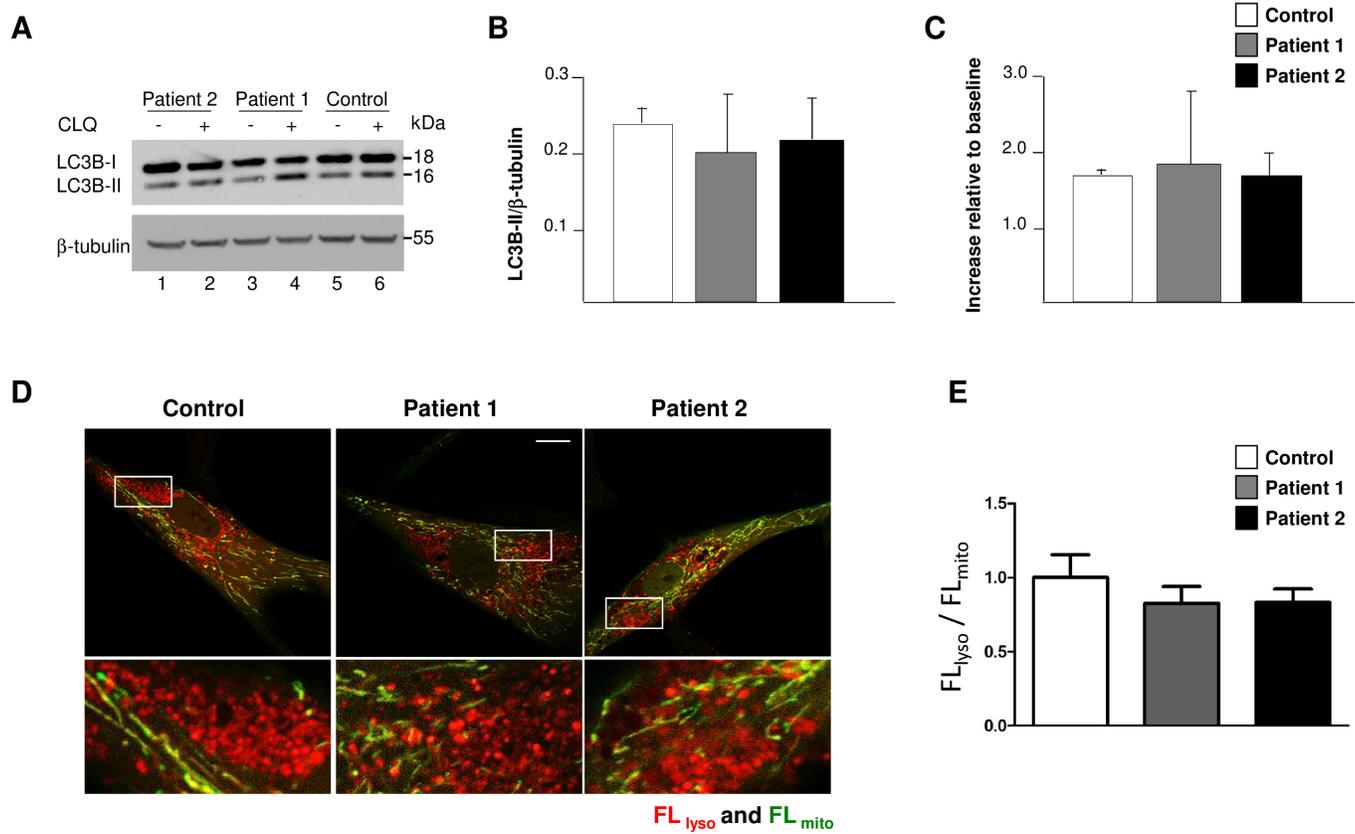 A
Patient 2 Patient 1 Control
CLQ - + - + - + kDa
LC3B-I 18
LC3B-II 16
β-tubulin 55
1 2 3 4 5 6
B
LC3B-II/β-tubulin
0.3
0.2
0.1
C
Control
Patient 1
Patient 2
Increase relative to baseline
3.0
2.0
1.0
D
Control Patient 1 Patient 2
FL lyso and FL mito
E
Control
Patient 1
Patient 2
FLlyso / FLmito
1.5
1.0
0.5
0.0